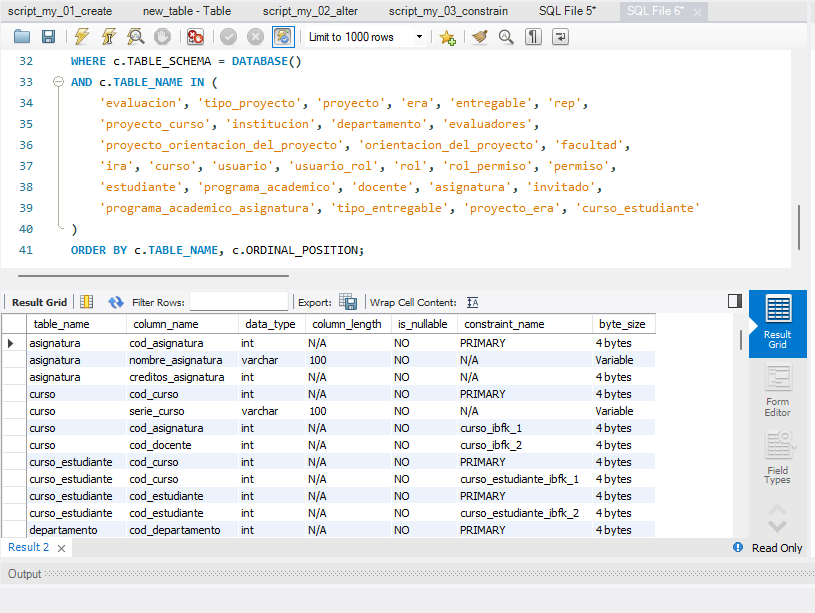 script_my_01_create new_table - Table script_my_02_alter script_my_03_constrain SQL File 5* SQL File 6* ×
Limit to 1000 rows
32 WHERE c.TABLE_SCHEMA = DATABASE()
33 AND c.TABLE_NAME IN (
34 'evaluacion', 'tipo_proyecto', 'proyecto', 'era', 'entregable', 'rep',
35 'proyecto_curso', 'institucion', 'departamento', 'evaluadores',
36 'proyecto_orientacion_del_proyecto', 'orientacion_del_proyecto', 'facultad',
37 'ira', 'curso', 'usuario', 'usuario_rol', 'rol', 'rol_permiso', 'permiso',
38 'estudiante', 'programa_academico', 'docente', 'asignatura', 'invitado',
39 'programa_academico_asignatura', 'tipo_entregable', 'proyecto_era', 'curso_estudiante'
40 )
41 ORDER BY c.TABLE_NAME, c.ORDINAL_POSITION;
Result Grid Filter Rows: Export: Wrap Cell Content: IA
table_name column_name data_type column_length is_nullable constraint_name byte_size
asignatura cod_asignatura int N/A NO PRIMARY 4 bytes
asignatura nombre_asignatura varchar 100 NO N/A Variable
asignatura creditos_asignatura int N/A NO N/A 4 bytes
curso cod_curso int N/A NO PRIMARY 4 bytes
curso serie_curso varchar 100 NO N/A Variable
curso cod_asignatura int N/A NO curso_ibfk_1 4 bytes
curso cod_docente int N/A NO curso_ibfk_2 4 bytes
curso_estudiante cod_curso int N/A NO PRIMARY 4 bytes
curso_estudiante cod_curso int N/A NO curso_estudiante_ibfk_1 4 bytes
curso_estudiante cod_estudiante int N/A NO PRIMARY 4 bytes
curso_estudiante cod_estudiante int N/A NO curso_estudiante_ibfk_2 4 bytes
departamento cod_departamento int N/A NO PRIMARY 4 bytes
Result
Grid
Form
Editor
Field
Types
Result 2 × Read Only
Output